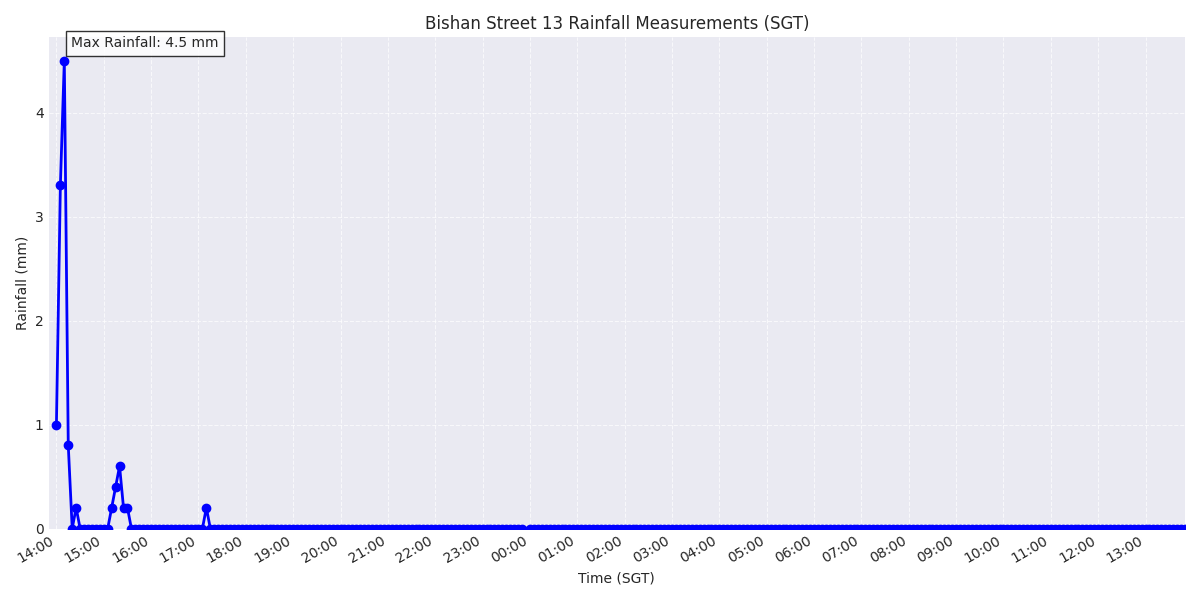 Bishan Street 13 Rainfall Measurements (SGT)
Max Rainfall: 4.5 mm
4
3
2
1
0
Rainfall (mm)
14:00 15:00 16:00 17:00 18:00 19:00 20:00 21:00 22:00 23:00 00:00 01:00 02:00 03:00 04:00 05:00 06:00 07:00 08:00 09:00 10:00 11:00 12:00 13:00
Time (SGT)